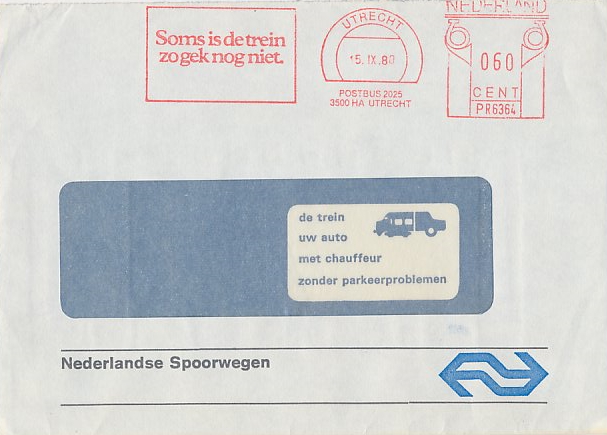 Soms is de trein
zo gek nog niet.
UTRECHT
5. IX. 80
POSTBUS 2025
3500 HA UTRECHT
NEDERLAND
060
CENT
PR6364
de trein
uw auto
met chauffeur
zonder parkeerproblemen
Nederlandse Spoorwegen